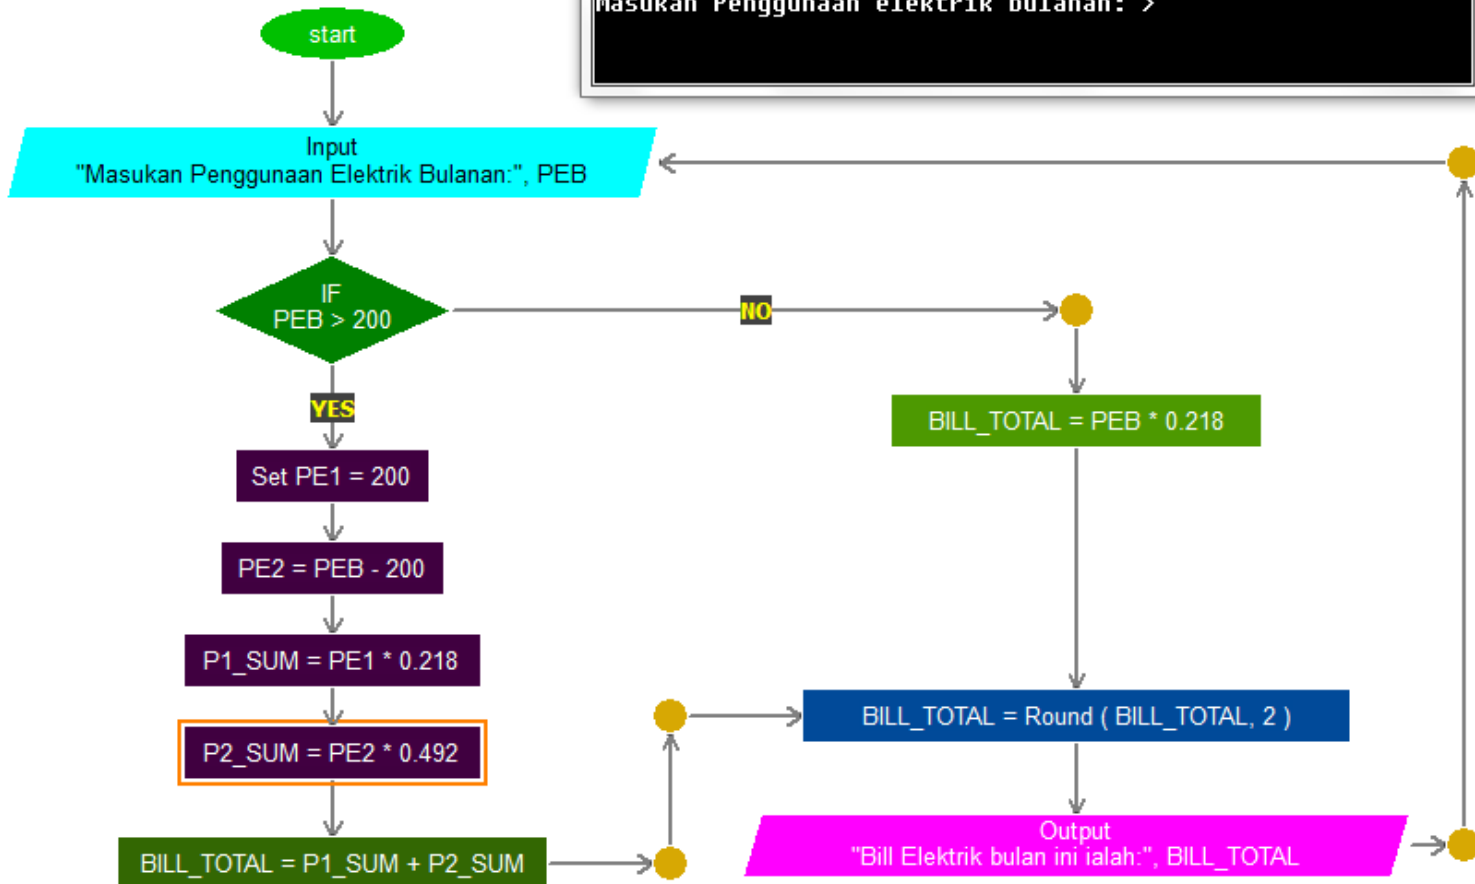 Masukan Penggunaan elektrik bulanan: >
start
Input
"Masukan Penggunaan Elektrik Bulanan:", PEB
IF
PEB > 200
NO
YES
BILL_TOTAL = PEB * 0.218
Set PE1 = 200
PE2 = PEB - 200
P1_SUM = PE1 * 0.218
P2_SUM = PE2 * 0.492
BILL_TOTAL = P1_SUM + P2_SUM
BILL_TOTAL = Round ( BILL_TOTAL, 2 )
Output
"Bill Elektrik bulan ini ialah:", BILL_TOTAL